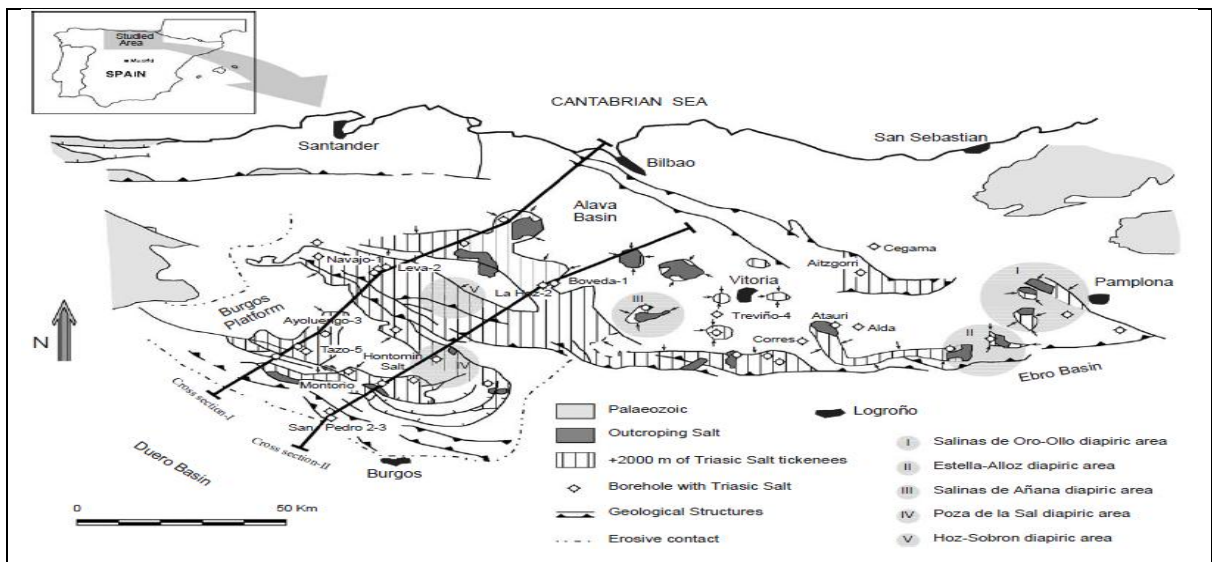 Studied
Area
Madrid
SPAIN
CANTABRIAN SEA
Santander
Bilbao
San Sebastian
Alava
Basin
Cegama
Aitzgorri
Navajo-1
Leva-2
La Hoz-2
Boveda-1
V
Vitoria
I
Pamplona
Burgos
Platform
III
Treviño-4
Atauri
Alda
N
Ayoluengo-3
Corres
II
Tazo-5
Hontomin
Salt
IV
Ebro Basin
Montorio
Cross section-I
San Pedro 2-3
Cross section-II
Burgos
Duero Basin
0 50 Km
Palaeozoic
Logroño
Outcroping Salt
+2000 m of Triasic Salt tickenees
Borehole with Triasic Salt
Geological Structures
Erosive contact
I Salinas de Oro-Ollo diapiric area
II Estella-Alloz diapiric area
III Salinas de Añana diapiric area
IV Poza de la Sal diapiric area
V Hoz-Sobron diapiric area